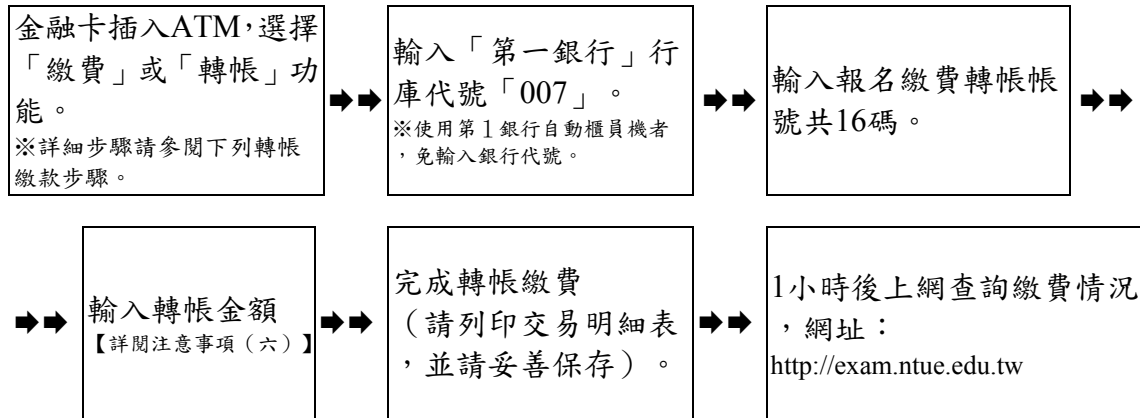 金融卡插入ATM，選擇
「繳費」或「轉帳」功
能。
※詳細步驟請參閱下列轉帳
繳款步驟。
輸入「第一銀行」行
庫代號「007」。
※使用第1銀行自動櫃員機者
，免輸入銀行代號。
輸入報名繳費轉帳帳
號共16碼。
輸入轉帳金額
【詳閱注意事項（六）】
完成轉帳繳費
（請列印交易明細表
，並請妥善保存）。
1小時後上網查詢繳費情況
，網址：
http://exam.ntue.edu.tw